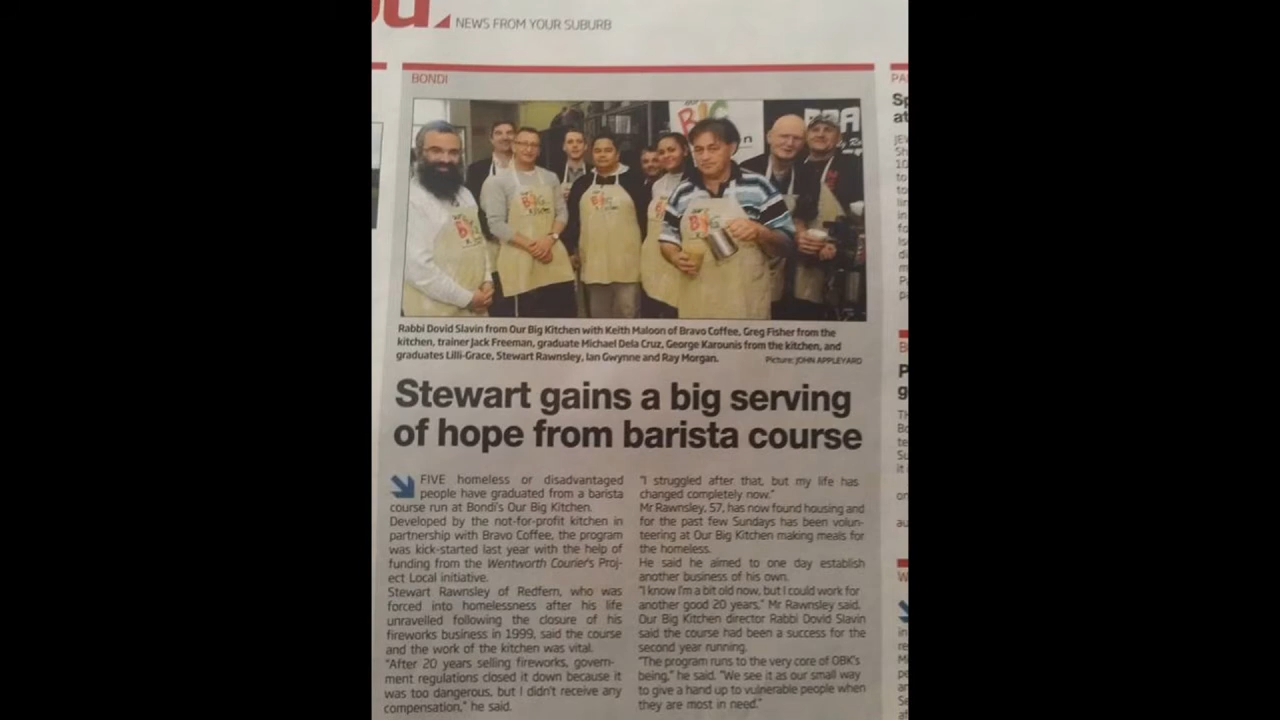 NEWS FROM YOUR SUBURB
BONDI
Rabbi Dovid Slavin from Our Big Kitchen with Keith Maloon of Bravo Coffee, Greg Fisher from the
kitchen, trainer Jack Freeman, graduate Michael Dela Cruz, George Karounis from the kitchen, and
graduates Lilli-Grace, Stewart Rawnsley, Ian Gwynne and Ray Morgan.
Picture: JOHN APPLEYARD
Stewart gains a big serving
of hope from barista course
FIVE homeless or disadvantaged
people have graduated from a barista
course run at Bondi's Our Big Kitchen.
Developed by the not-for-profit kitchen in
partnership with Bravo Coffee, the program
was kick-started last year with the help of
funding from the Wentworth Courier's Proj-
ect Local initiative.
Stewart Rawnsley of Redfern, who was
forced into homelessness after his life
unravelled following the closure of his
fireworks business in 1999, said the course
and the work of the kitchen was vital.
"After 20 years selling fireworks, govern-
ment regulations closed it down because it
was too dangerous, but I didn't receive any
compensation," he said.
"I struggled after that, but my life has
changed completely now."
Mr Rawnsley, 57, has now found housing and
for the past few Sundays has been volun-
teering at Our Big Kitchen making meals for
the homeless.
He said he aimed to one day establish
another business of his own.
"I know I'm a bit old now, but I could work for
another good 20 years," Mr Rawnsley said.
Our Big Kitchen director Rabbi Dovid Slavin
said the course had been a success for the
second year running.
"The program runs to the very core of OBK's
being," he said. "We see it as our small way
to give a hand up to vulnerable people when
they are most in need."